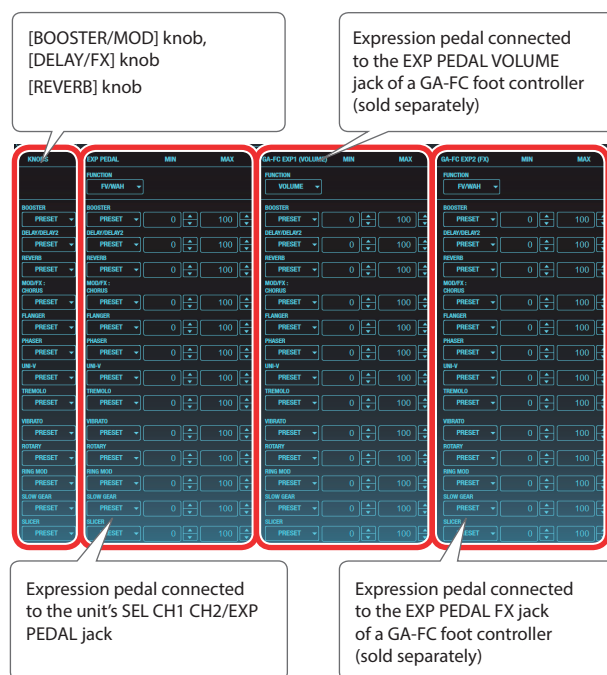 [BOOSTER/MOD] knob,
[DELAY/FX] knob
[REVERB] knob
Expression pedal connected
to the EXP PEDAL VOLUME
jack of a GA-FC foot controller
(sold separately)
KNOBS EXP PEDAL MIN MAX GA-FC EXP1 (VOLUME) MIN MAX GA-FC EXP2 (FX) MIN MAX
FUNCTION FUNCTION FUNCTION
FV/WAH VOLUME FV/WAH
BOOSTER BOOSTER BOOSTER BOOSTER
PRESET PRESET 0 100 PRESET 0 100 PRESET 0 100
DELAY/DELAY2 DELAY/DELAY2 DELAY/DELAY2 DELAY/DELAY2
PRESET PRESET 0 100 PRESET 0 100 PRESET 0 100
REVERB REVERB REVERB REVERB
PRESET PRESET 0 100 PRESET 0 100 PRESET 0 100
MOD/FX : MOD/FX : MOD/FX : MOD/FX :
CHORUS CHORUS CHORUS CHORUS
PRESET PRESET 0 100 PRESET 0 100 PRESET 0 100
FLANGER FLANGER FLANGER FLANGER
PRESET PRESET 0 100 PRESET 0 100 PRESET 0 100
PHASER PHASER PHASER PHASER
PRESET PRESET 0 100 PRESET 0 100 PRESET 0 100
UNI-V UNI-V UNI-V UNI-V
PRESET PRESET 0 100 PRESET 0 100 PRESET 0 100
TREMOLO TREMOLO TREMOLO TREMOLO
PRESET PRESET 0 100 PRESET 0 100 PRESET 0 100
VIBRATO VIBRATO VIBRATO VIBRATO
PRESET PRESET 0 100 PRESET 0 100 PRESET 0 100
ROTARY ROTARY ROTARY ROTARY
PRESET PRESET 0 100 PRESET 0 100 PRESET 0 100
RING MOD RING MOD RING MOD RING MOD
PRESET PRESET 0 100 PRESET 0 100 PRESET 0 100
SLOW GEAR SLOW GEAR SLOW GEAR SLOW GEAR
PRESET PRESET 0 100 PRESET 0 100 PRESET 0 100
SLICER SLICER SLICER SLICER
PRESET 0 100 PRESET 0 100 0 100
Expression pedal connected
to the unit's SEL CH1 CH2/EXP
PEDAL jack
Expression pedal connected
to the EXP PEDAL FX jack
of a GA-FC foot controller
(sold separately)